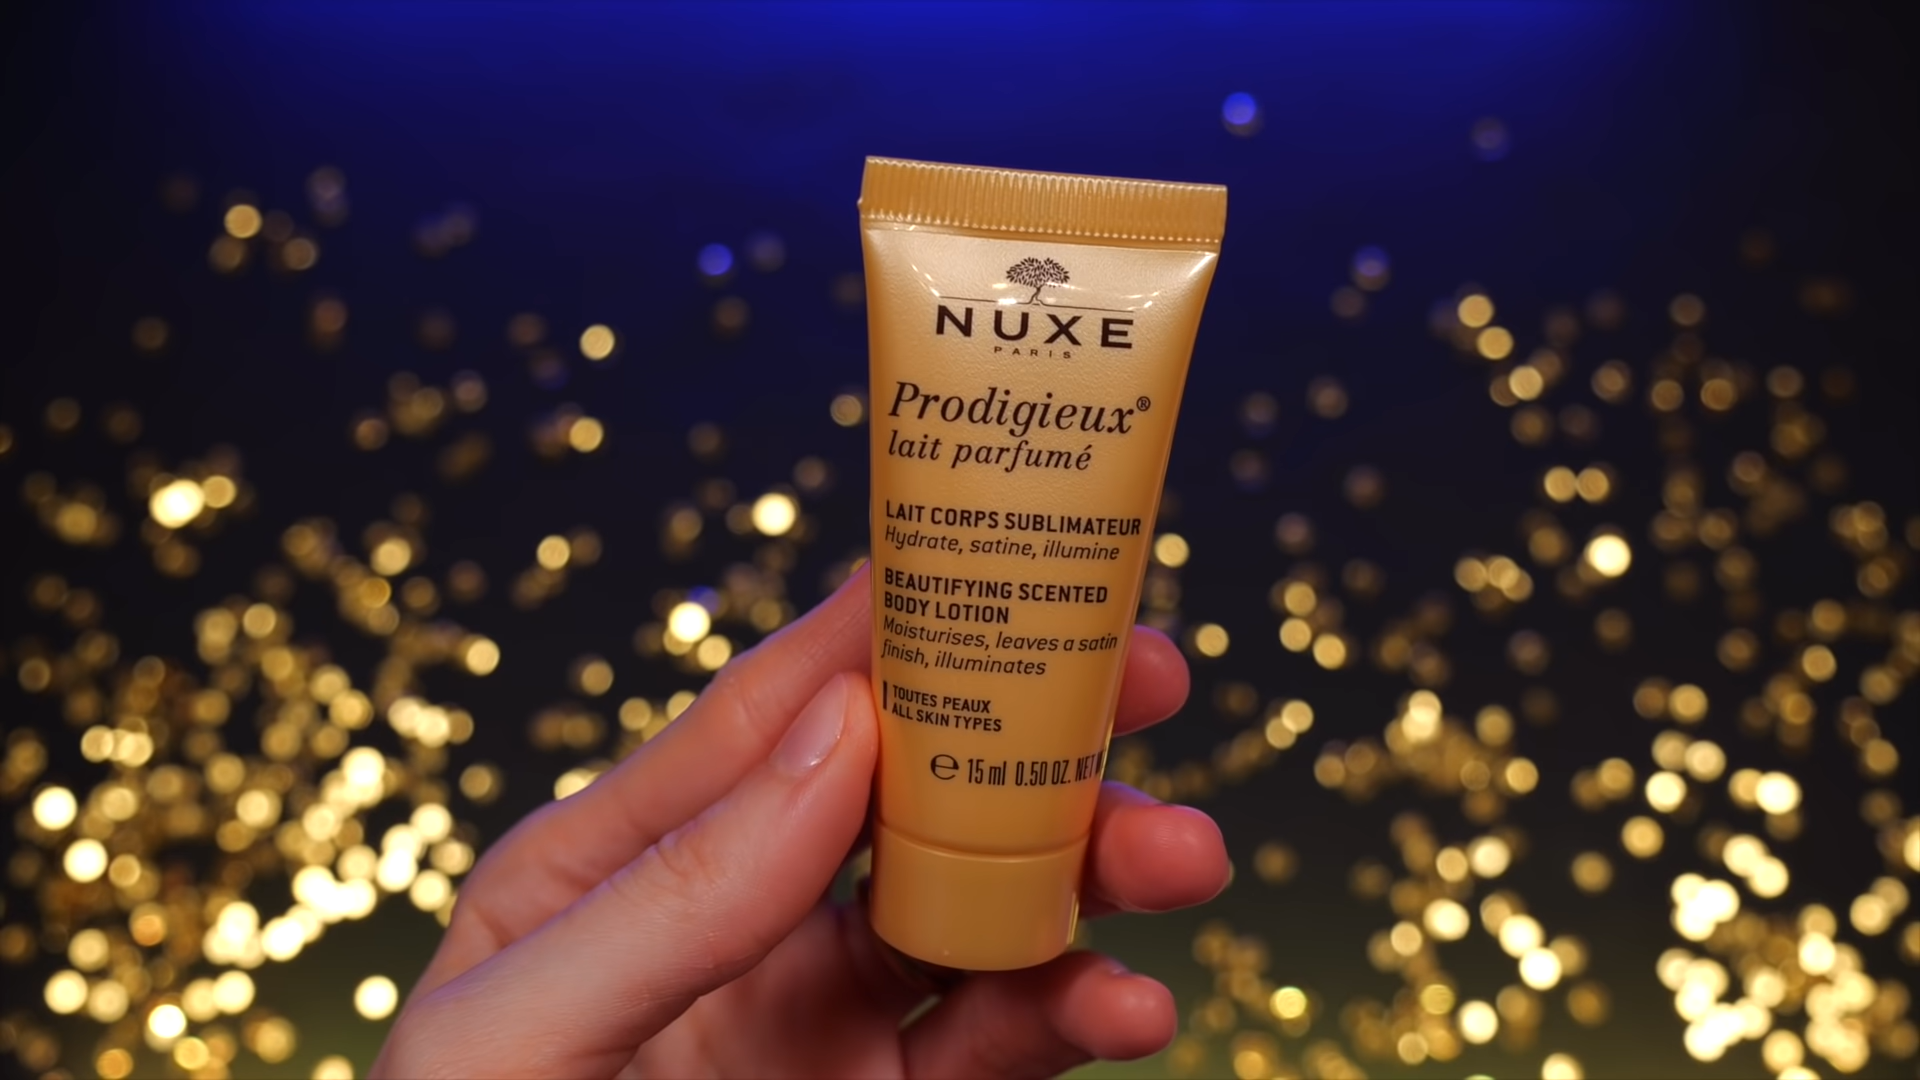 NUXE
PARIS
Prodigieux®
lait parfumé
LAIT CORPS SUBLIMATEUR
Hydrate, satine, illumine
BEAUTIFYING SCENTED
BODY LOTION
Moisturises, leaves a satin
finish, illuminates
TOUTES PEAUX
ALL SKIN TYPES
℮ 15 ml 0.50 OZ. NET